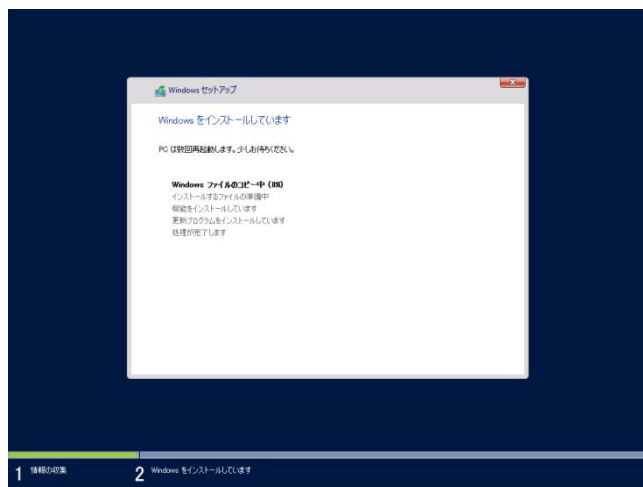 Windows セットアップ
Windows をインストールしています
PC は数回再起動します。少しお待ちください。
Windows ファイルのコピー中 (0%)
インストールするファイルの準備中
機能をインストールしています
更新プログラムをインストールしています
処理が完了します
1 情報の収集
2 Windows をインストールしています